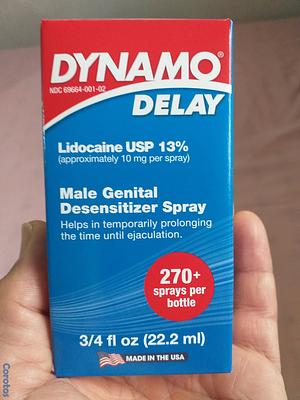 DYNAMO®
NDC 69664-001-02
DELAY
Lidocaine USP 13%
(approximately 10 mg per spray)
Male Genital
Desensitizer Spray
Helps in temporarily prolonging
the time until ejaculation.
270+
sprays per
bottle
3/4 fl oz (22.2 ml)
MADE IN THE USA
Corotos